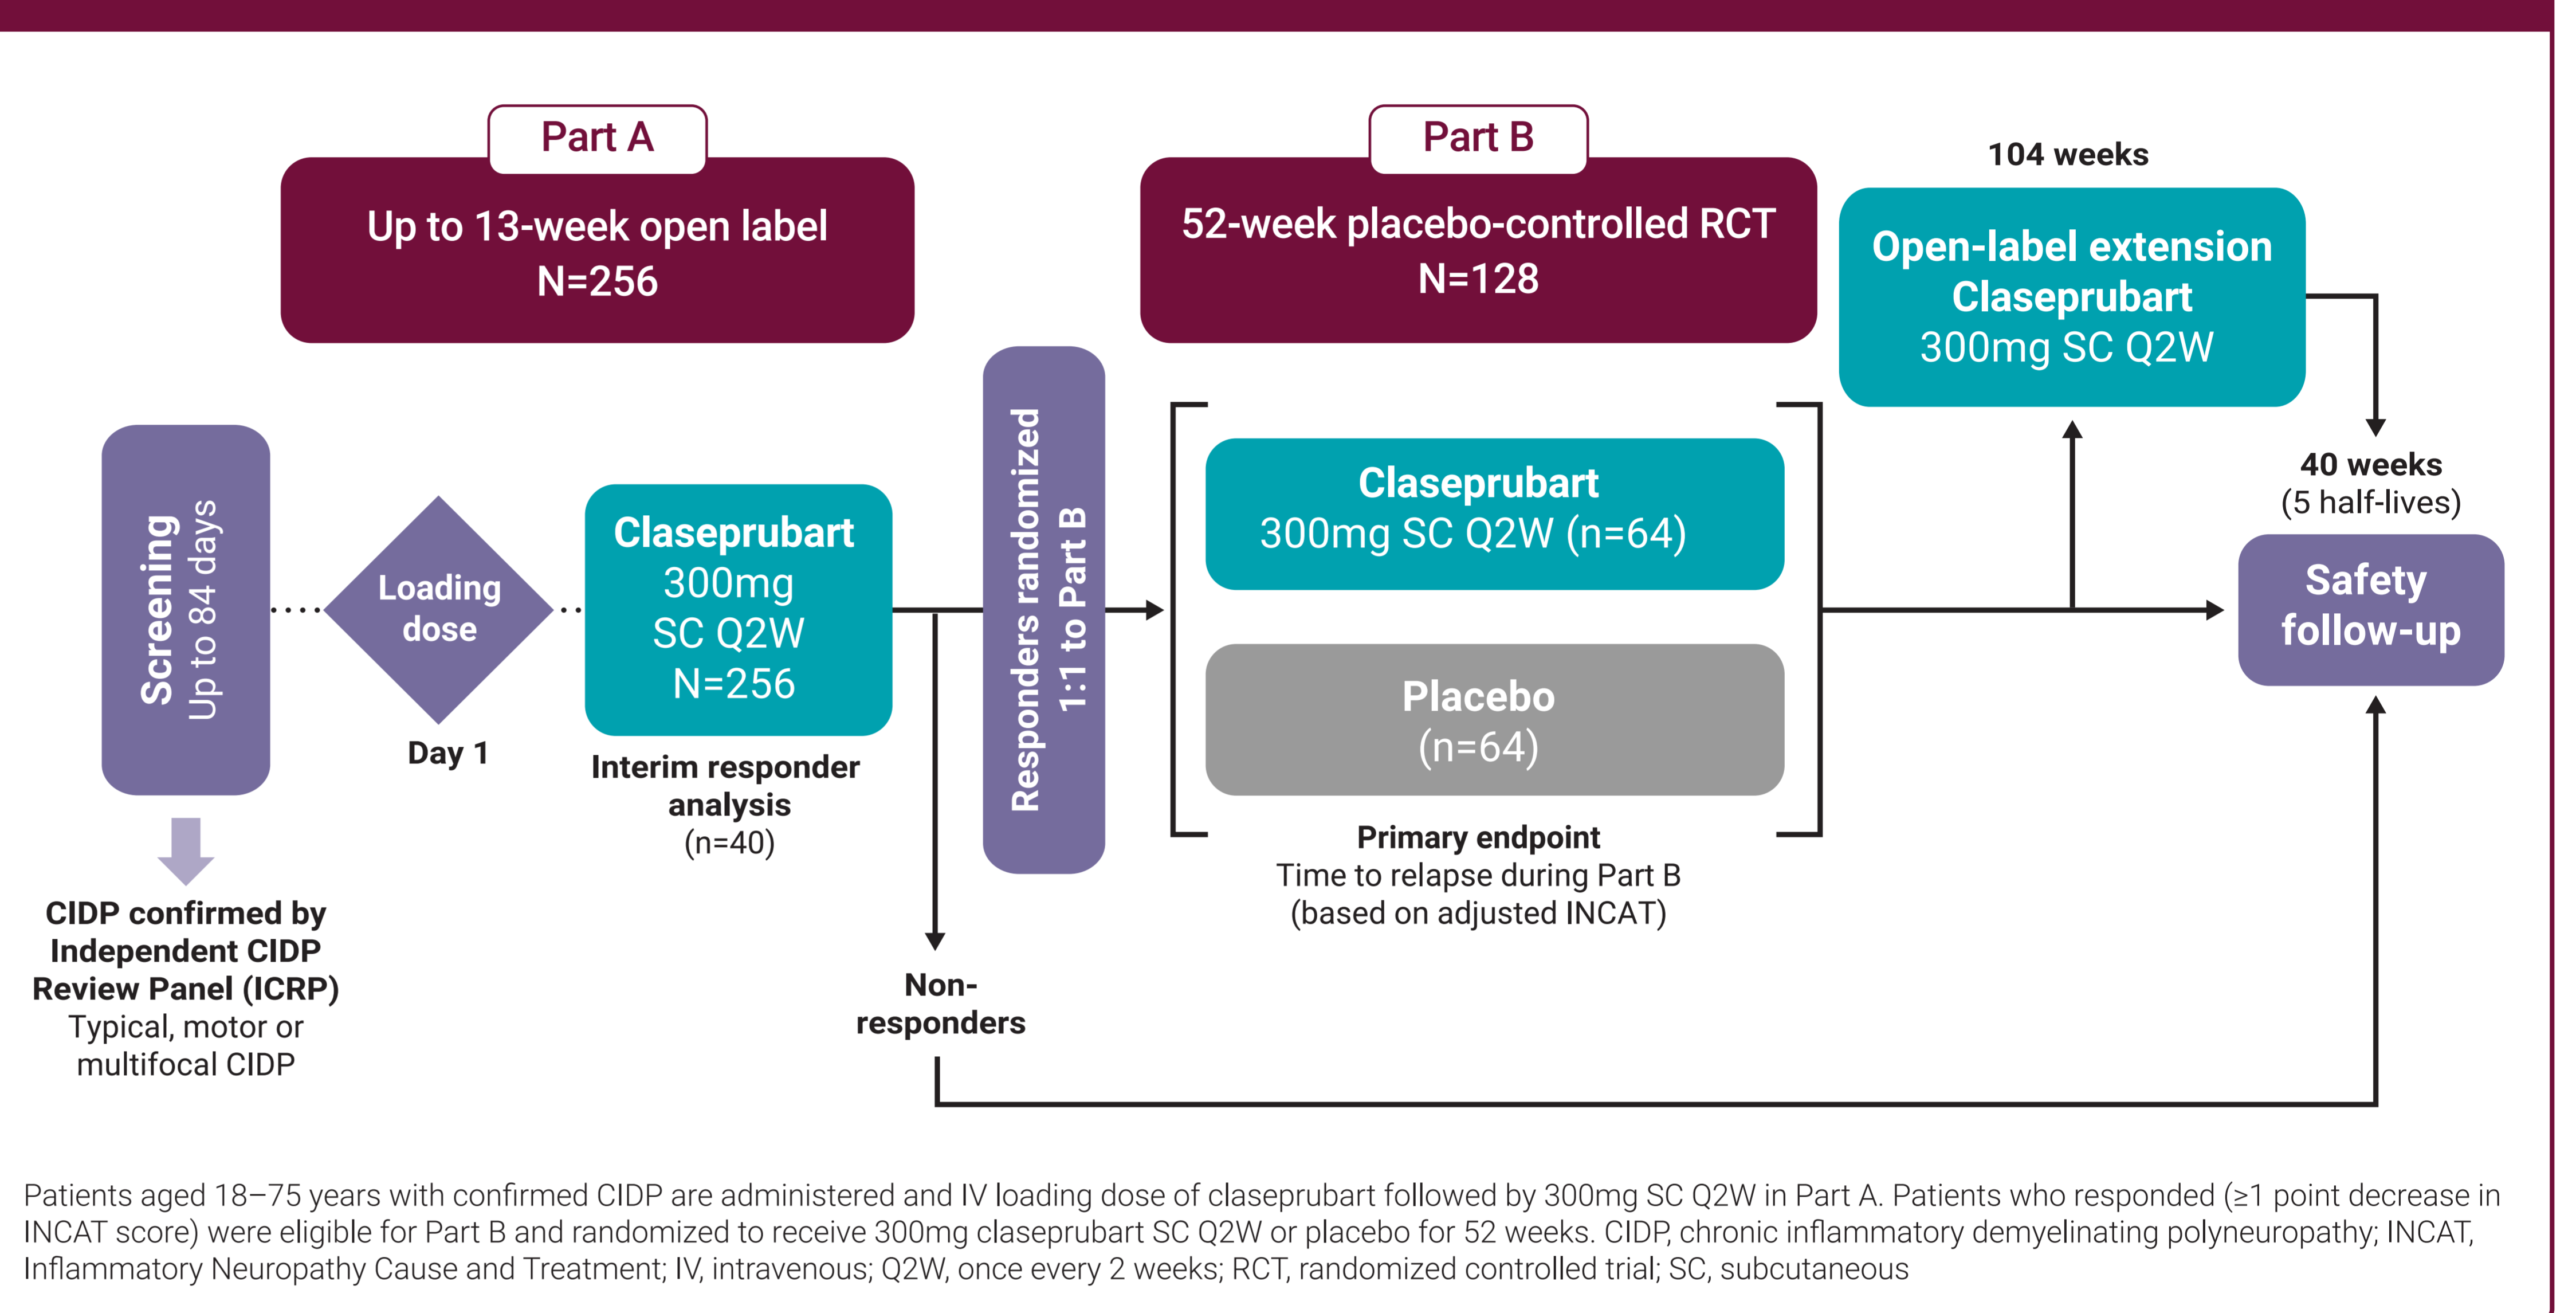 Part A
Up to 13-week open label
N=256
Part B
52-week placebo-controlled RCT
N=128
104 weeks
Open-label extension
Claseprubart
300mg SC Q2W
Screening
Up to 84 days
Loading
dose
Day 1
Claseprubart
300mg
SC Q2W
N=256
Interim responder
analysis
(n=40)
Responders randomized
1:1 to Part B
Claseprubart
300mg SC Q2W (n=64)
Placebo
(n=64)
Primary endpoint
Time to relapse during Part B
(based on adjusted INCAT)
40 weeks
(5 half-lives)
Safety
follow-up
CIDP confirmed by
Independent CIDP
Review Panel (ICRP)
Typical, motor or
multifocal CIDP
Non-
responders
Patients aged 18–75 years with confirmed CIDP are administered and IV loading dose of claseprubart followed by 300mg SC Q2W in Part A. Patients who responded (≥1 point decrease in
INCAT score) were eligible for Part B and randomized to receive 300mg claseprubart SC Q2W or placebo for 52 weeks. CIDP, chronic inflammatory demyelinating polyneuropathy; INCAT,
Inflammatory Neuropathy Cause and Treatment; IV, intravenous; Q2W, once every 2 weeks; RCT, randomized controlled trial; SC, subcutaneous